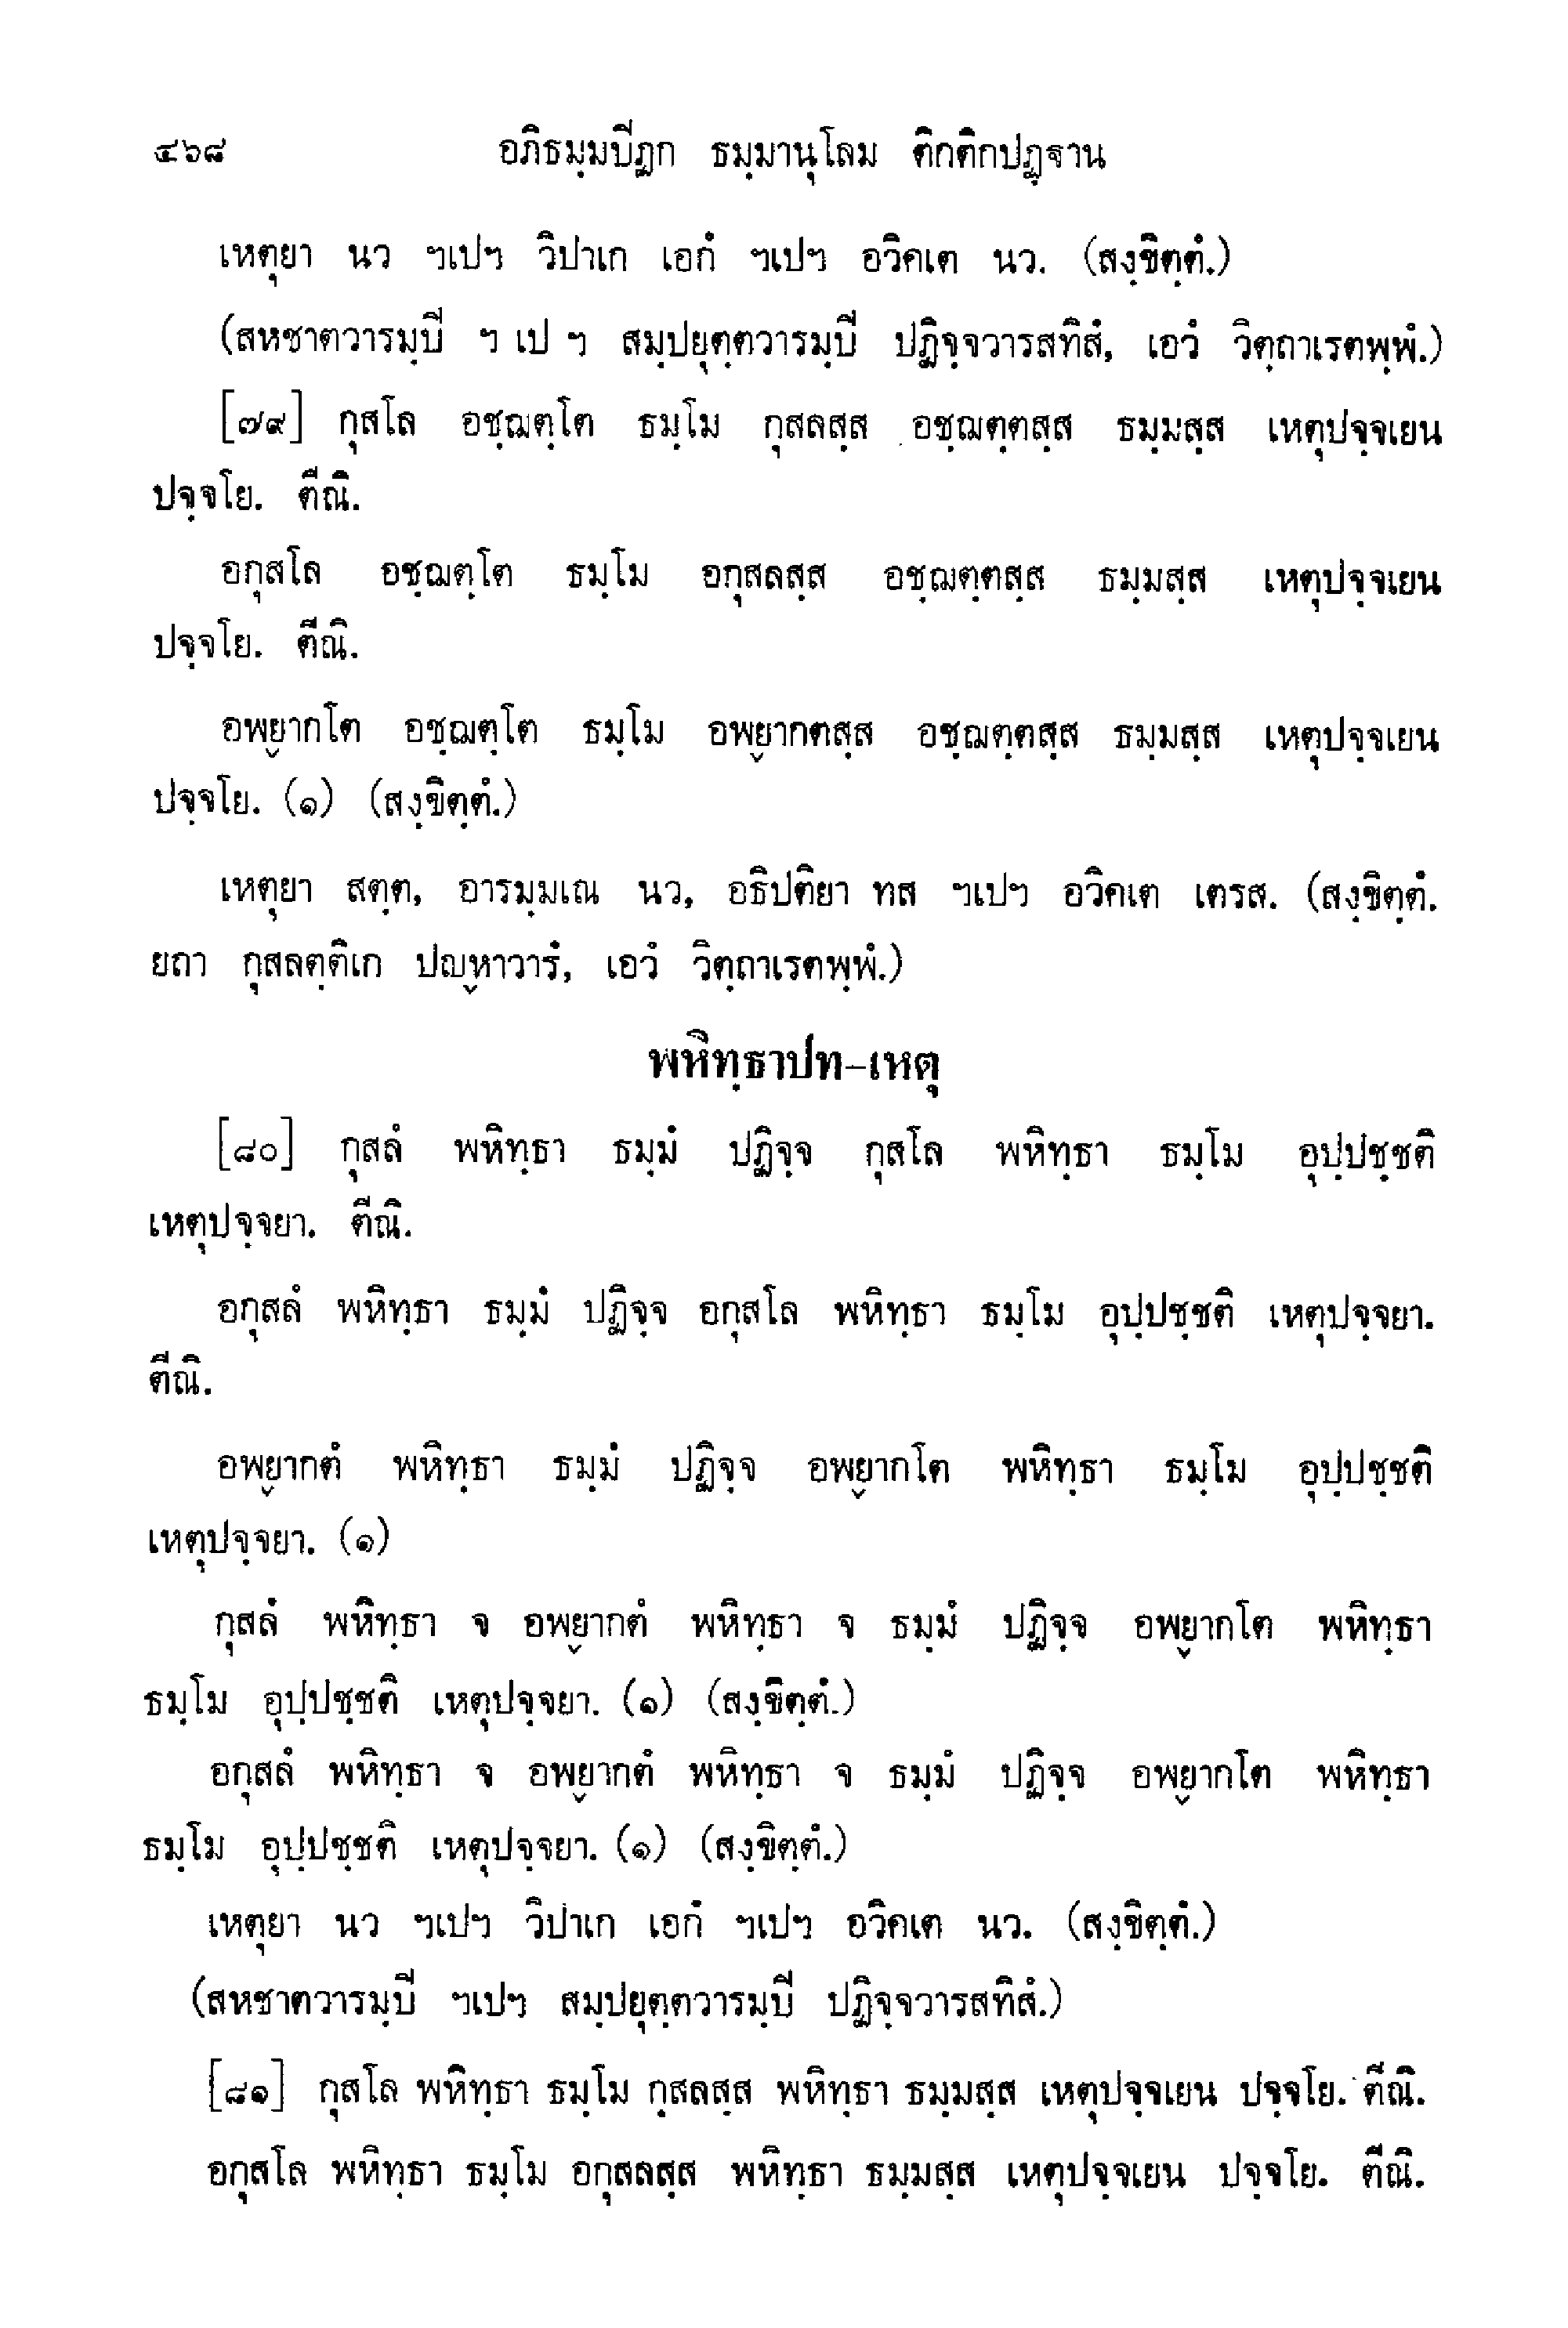 ๔๖๘ อภิธมฺมปิฏก ธมฺมานุโลม ติกติกปฏฺฐาน
เหตุยา นว ฯเปฯ วิปาเก เอกํ ฯเปฯ อวิคเต นว. (สงฺขิตฺตํ.)
(สหชาตวารมฺปิ ฯ เป ฯ สมฺปยุตฺตวารมฺปิ ปฏิจฺจวารสทิสํ, เอวํ วิตฺถาเรตพฺพํ.)
[๗๙] กุสโล อชฺฌตฺโต ธมฺโม กุสลสฺส อชฺฌตฺตสฺส ธมฺมสฺส เหตุปจฺจเยน
ปจฺจโย. ตีณิ.
อกุสโล อชฺฌตฺโต ธมฺโม อกุสลสฺส อชฺฌตฺตสฺส ธมฺมสฺส เหตุปจฺจเยน
ปจฺจโย. ตีณิ.
อพฺยากโต อชฺฌตฺโต ธมฺโม อพฺยากตสฺส อชฺฌตฺตสฺส ธมฺมสฺส เหตุปจฺจเยน
ปจฺจโย. (๑) (สงฺขิตฺตํ.)
เหตุยา สตฺต, อารมฺมเณ นว, อธิปติยา ทส ฯเปฯ อวิคเต เตรส. (สงฺขิตฺตํ.
ยถา กุสลตฺติเก ปญฺหาวารํ, เอวํ วิตฺถาเรตพฺพํ.)
พหิทฺธาปท-เหตุ
[๘๐] กุสลํ พหิทฺธา ธมฺมํ ปฏิจฺจ กุสโล พหิทฺธา ธมฺโม อุปฺปชฺชติ
เหตุปจฺจยา. ตีณิ.
อกุสลํ พหิทฺธา ธมฺมํ ปฏิจฺจ อกุสโล พหิทฺธา ธมฺโม อุปฺปชฺชติ เหตุปจฺจยา.
ตีณิ.
อพฺยากตํ พหิทฺธา ธมฺมํ ปฏิจฺจ อพฺยากโต พหิทฺธา ธมฺโม อุปฺปชฺชติ
เหตุปจฺจยา. (๑)
กุสลํ พหิทฺธา จ อพฺยากตํ พหิทฺธา จ ธมฺมํ ปฏิจฺจ อพฺยากโต พหิทฺธา
ธมฺโม อุปฺปชฺชติ เหตุปจฺจยา. (๑) (สงฺขิตฺตํ.)
อกุสลํ พหิทฺธา จ อพฺยากตํ พหิทฺธา จ ธมฺมํ ปฏิจฺจ อพฺยากโต พหิทฺธา
ธมฺโม อุปฺปชฺชติ เหตุปจฺจยา. (๑) (สงฺขิตฺตํ.)
เหตุยา นว ฯเปฯ วิปาเก เอกํ ฯเปฯ อวิคเต นว. (สงฺขิตฺตํ.)
(สหชาตวารมฺปิ ฯเปฯ สมฺปยุตฺตวารมฺปิ ปฏิจฺจวารสทิสํ.)
[๘๑] กุสโล พหิทฺธา ธมฺโม กุสลสฺส พหิทฺธา ธมฺมสฺส เหตุปจฺจเยน ปจฺจโย. ตีณิ.
อกุสโล พหิทฺธา ธมฺโม อกุสลสฺส พหิทฺธา ธมฺมสฺส เหตุปจฺจเยน ปจฺจโย. ตีณิ.